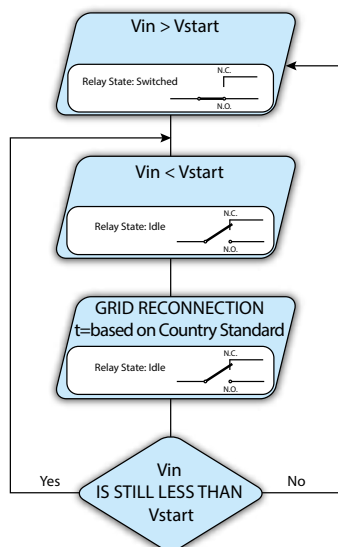 Vin > Vstart
N.C.
Relay State: Switched
N.O.
Vin < Vstart
N.C.
Relay State: Idle
N.O.
GRID RECONNECTION
t=based on Country Standard
N.C.
Relay State: Idle
N.O.
Yes
Vin
IS STILL LESS THAN
Vstart
No